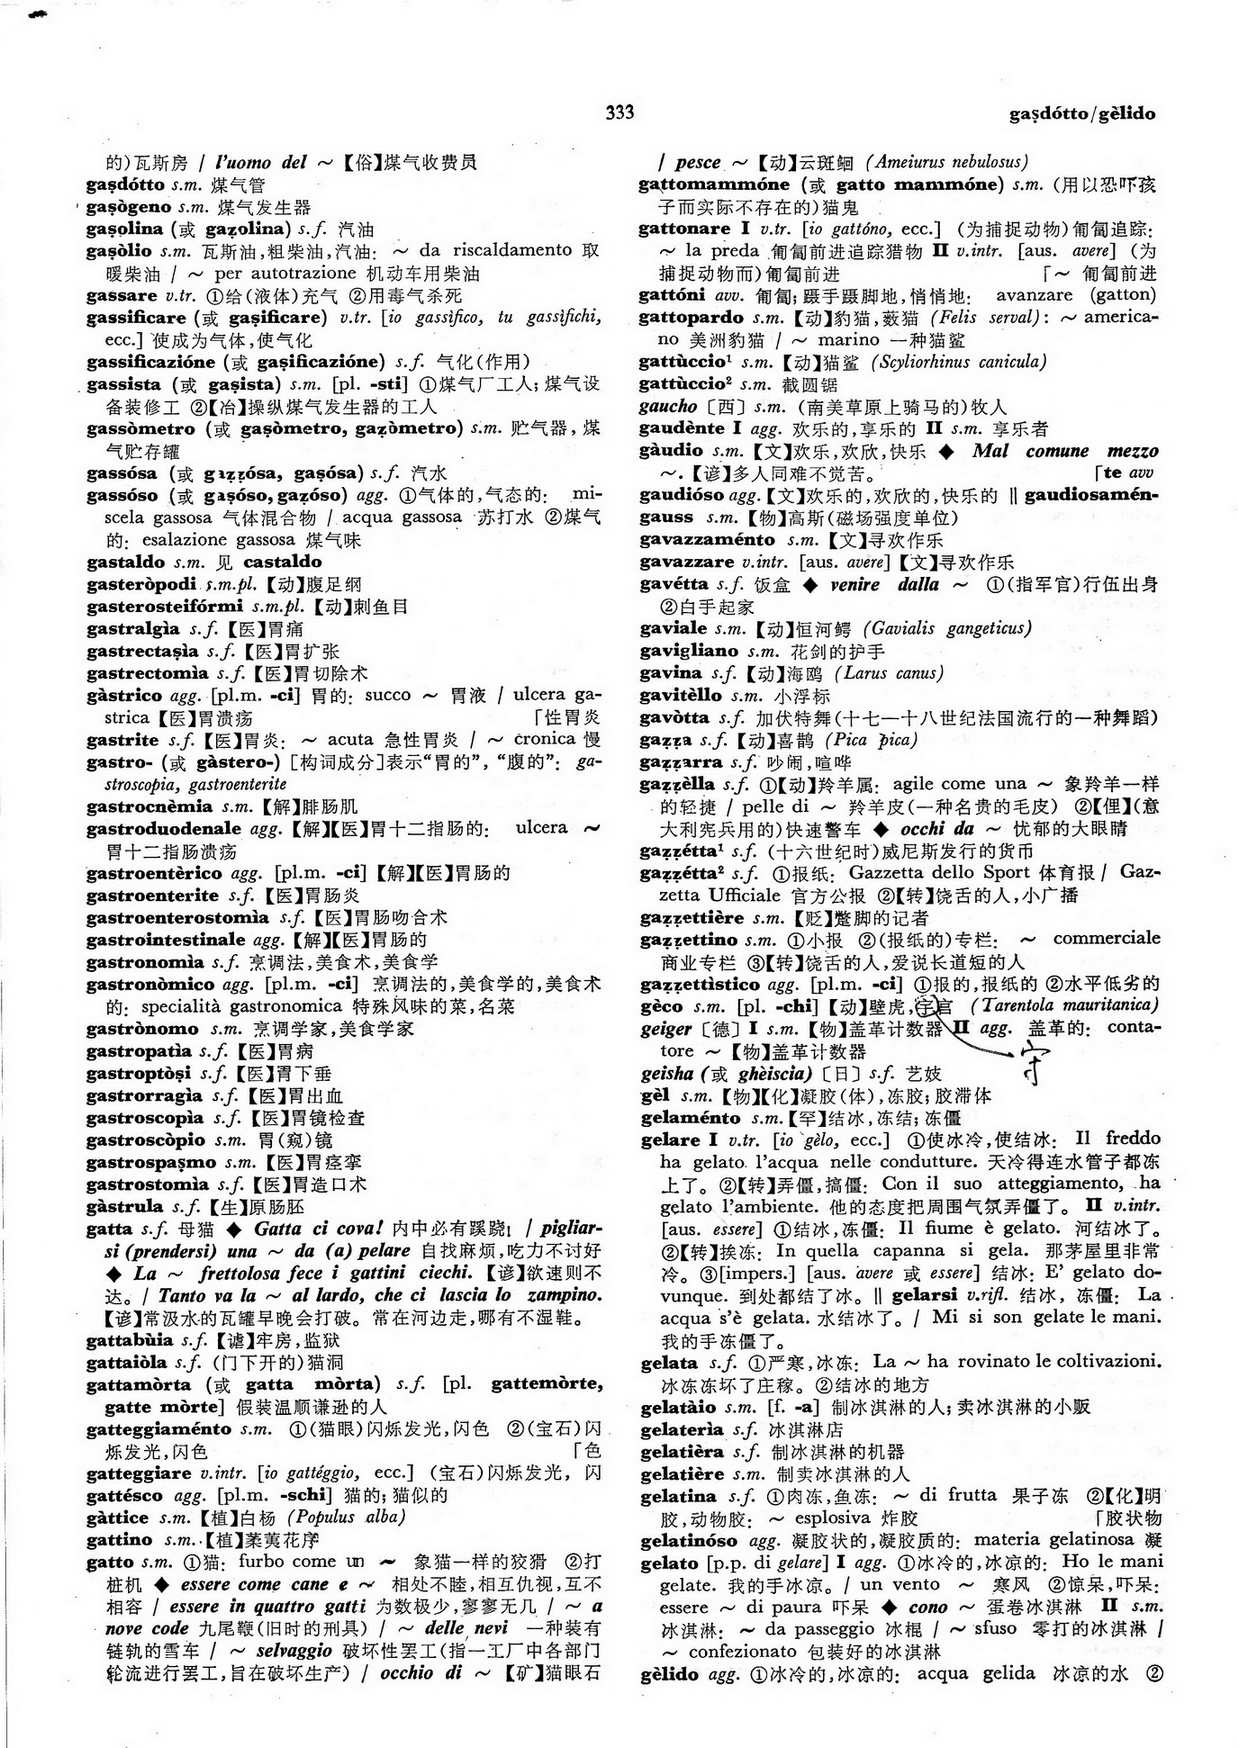 333
gaşdótto/gèlido
的)瓦斯房 / l'uomo del ~【俗】煤气收费员
gaşdótto s.m. 煤气管
gaşògeno s.m. 煤气发生器
gaşolina (或 gaẓolina) s.f. 汽油
gaşòlio s.m. 瓦斯油,粗柴油,汽油: ~ da riscaldamento 取
暖柴油 / ~ per autotrazione 机动车用柴油
gassare v.tr. ①给(液体)充气 ②用毒气杀死
gassificare (或 gaşificare) v.tr. [io gassífico, tu gassífichi,
ecc.] 使成为气体,使气化
gassificazióne (或 gaşificazióne) s.f. 气化(作用)
gassista (或 gaşista) s.m. [pl. -sti] ①煤气厂工人; 煤气设
备装修工 ②【冶】操纵煤气发生器的工人
gassòmetro (或 gaşòmetro, gaẓòmetro) s.m. 贮气器, 煤
气贮存罐
gassósa (或 gaẓẓósa, gaşósa) s.f. 汽水
gassóso (或 gaşóso, gaẓóso) agg. ①气体的,气态的: mi-
scela gassosa 气体混合物 / acqua gassosa 苏打水 ②煤气
的: esalazione gassosa 煤气味
gastaldo s.m. 见 castaldo
gasteròpodi s.m.pl.【动】腹足纲
gasterosteifórmi s.m.pl.【动】刺鱼目
gastralgìa s.f.【医】胃痛
gastrectaşìa s.f.【医】胃扩张
gastrectomìa s.f.【医】胃切除术
gàstrico agg. [pl.m. -ci] 胃的: succo ~ 胃液 / ulcera ga-
strica【医】胃溃疡 「性胃炎
gastrite s.f.【医】胃炎: ~ acuta 急性胃炎 / ~ cronica 慢
gastro- (或 gàstero-) [构词成分]表示“胃的”, “腹的”: ga-
stroscopia, gastroenterite
gastrocnèmia s.m.【解】腓肠肌
gastroduodenale agg.【解】【医】胃十二指肠的: ulcera ~
胃十二指肠溃疡
gastroentèrico agg. [pl.m. -ci]【解】【医】胃肠的
gastroenterite s.f.【医】胃肠炎
gastroenterostomìa s.f.【医】胃肠吻合术
gastrointestinale agg.【解】【医】胃肠的
gastronomìa s.f. 烹调法,美食术,美食学
gastronòmico agg. [pl.m. -ci] 烹调法的,美食学的,美食术
的: specialità gastronomica 特殊风味的菜,名菜
gastrònomo s.m. 烹调学家,美食学家
gastropatìa s.f.【医】胃病
gastroptòşi s.f.【医】胃下垂
gastrorragìa s.f.【医】胃出血
gastroscopìa s.f.【医】胃镜检查
gastroscòpio s.m. 胃(窥)镜
gastrospaşmo s.m.【医】胃痉挛
gastrostomìa s.f.【医】胃造口术
gàstrula s.f.【生】原肠胚
gatta s.f. 母猫 ◆ Gatta ci cova! 内中必有蹊跷! / pigliar-
si (prendersi) una ~ da (a) pelare 自找麻烦,吃力不讨好
◆ La ~ frettolosa fece i gattini ciechi.【谚】欲速则不
达。/ Tanto va la ~ al lardo, che ci lascia lo zampino.
【谚】常汲水的瓦罐早晚会打破。常在河边走,哪有不湿鞋。
gattabùia s.f.【谑】牢房,监狱
gattaiòla s.f. (门下开的)猫洞
gattamòrta (或 gatta mòrta) s.f. [pl. gattemòrte,
gatte mòrte] 假装温顺谦逊的人
gatteggiaménto s.m. ①(猫眼)闪烁发光,闪色 ②(宝石)闪
烁发光,闪色 「色
gatteggiare v.intr. [io gattéggio, ecc.] (宝石)闪烁发光, 闪
gattésco agg. [pl.m. -schi] 猫的; 猫似的
gàttice s.m.【植】白杨 (Populus alba)
gattino s.m.【植】葇荑花序
gatto s.m. ①猫: furbo come un ~ 象猫一样的狡猾 ②打
桩机 ◆ essere come cane e ~ 相处不睦,相互仇视,互不
相容 / essere in quattro gatti 为数极少,寥寥无几 / ~ a
nove code 九尾鞭(旧时的刑具) / ~ delle nevi 一种装有
链轨的雪车 / ~ selvaggio 破坏性罢工(指一工厂中各部门
轮流进行罢工,旨在破坏生产) / occhio di ~【矿】猫眼石
/ pesce ~【动】云斑鮰 (Ameiurus nebulosus)
gattomammóne (或 gatto mammóne) s.m. (用以恐吓孩
子而实际不存在的)猫鬼
gattonare I v.tr. [io gattóno, ecc.] (为捕捉动物)匍匐追踪:
~ la preda 匍匐前进追踪猎物 II v.intr. [aus. avere] (为
捕捉动物而)匍匐前进 「~ 匍匐前进
gattóni avv. 匍匐; 蹑手蹑脚地,悄悄地: avanzare (gatton)
gattopardo s.m.【动】豹猫,薮猫 (Felis serval): ~ america-
no 美洲豹猫 / ~ marino 一种猫鲨
gattùccio¹ s.m.【动】猫鲨 (Scyliorhinus canicula)
gattùccio² s.m. 截圆锯
gaucho〔西〕s.m. (南美草原上骑马的)牧人
gaudènte I agg. 欢乐的,享乐的 II s.m. 享乐者
gàudio s.m.【文】欢乐,欢欣,快乐 ◆ Mal comune mezzo
~.【谚】多人同难不觉苦。 「te avv
gaudióso agg.【文】欢乐的,欢欣的,快乐的 ‖ gaudiosamén-
gauss s.m.【物】高斯(磁场强度单位)
gavazzaménto s.m.【文】寻欢作乐
gavazzare v.intr. [aus. avere]【文】寻欢作乐
gavétta s.f. 饭盒 ◆ venire dalla ~ ①(指军官)行伍出身
②白手起家
gaviale s.m.【动】恒河鳄 (Gavialis gangeticus)
gavigliano s.m. 花剑的护手
gavina s.f.【动】海鸥 (Larus canus)
gavitèllo s.m. 小浮标
gavòtta s.f. 加伏特舞(十七一十八世纪法国流行的一种舞蹈)
gaẓẓa s.f.【动】喜鹊 (Pica pica)
gaẓẓarra s.f. 吵闹,喧哗
gaẓẓèlla s.f. ①【动】羚羊属: agile come una ~ 象羚羊一样
的轻捷 / pelle di ~ 羚羊皮(一种名贵的毛皮) ②【俚】(意
大利宪兵用的)快速警车 ◆ occhi da ~ 忧郁的大眼睛
gaẓẓétta¹ s.f. (十六世纪时)威尼斯发行的货币
gaẓẓétta² s.f. ①报纸: Gazzetta dello Sport 体育报 / Gaz-
zetta Ufficiale 官方公报 ②【转】饶舌的人,小广播
gaẓẓettière s.m.【贬】蹩脚的记者
gaẓẓettino s.m. ①小报 ②(报纸的)专栏: ~ commerciale
商业专栏 ③【转】饶舌的人,爱说长道短的人
gaẓẓettìstico agg. [pl.m. -ci] ①报的,报纸的 ②水平低劣的
gèco s.m. [pl. -chi]【动】壁虎,宇宫 (Tarentola mauritanica)
geiger〔德〕I s.m.【物】盖革计数器 II agg. 盖革的: conta-
tore ~【物】盖革计数器
守
geisha (或 ghèiscia)〔日〕s.f. 艺妓
gèl s.m.【物】【化】凝胶(体),冻胶; 胶滞体
gelaménto s.m.【罕】结冰,冻结; 冻僵
gelare I v.tr. [io gèlo, ecc.] ①使冰冷,使结冰: Il freddo
ha gelato l'acqua nelle condutture. 天冷得连水管子都冻
上了。②【转】弄僵,搞僵: Con il suo atteggiamento, ha
gelato l'ambiente. 他的态度把周围气氛弄僵了。II v.intr.
[aus. essere] ①结冰,冻僵: Il fiume è gelato. 河结冰了。
②【转】挨冻: In quella capanna si gela. 那茅屋里非常
冷。③[impers.] [aus. avere 或 essere] 结冰: E' gelato do-
vunque. 到处都结了冰。‖ gelarsi v.rifl. 结冰, 冻僵: La
acqua s'è gelata. 水结冰了。/ Mi si son gelate le mani.
我的手冻僵了。
gelata s.f. ①严寒,冰冻: La ~ ha rovinato le coltivazioni.
冰冻冻坏了庄稼。②结冰的地方
gelatàio s.m. [f. -a] 制冰淇淋的人; 卖冰淇淋的小贩
gelaterìa s.f. 冰淇淋店
gelatièra s.f. 制冰淇淋的机器
gelatière s.m. 制卖冰淇淋的人
gelatina s.f. ①肉冻,鱼冻: ~ di frutta 果子冻 ②【化】明
胶,动物胶: ~ esplosiva 炸胶 「胶状物
gelatinóso agg. 凝胶状的,凝胶质的: materia gelatinosa 凝
gelato [p.p. di gelare] I agg. ①冰冷的,冰凉的: Ho le mani
gelate. 我的手冰凉。/ un vento ~ 寒风 ②惊呆,吓呆:
essere ~ di paura 吓呆 ◆ cono ~ 蛋卷冰淇淋 II s.m.
冰淇淋: ~ da passeggio 冰棍 / ~ sfuso 零打的冰淇淋 /
~ confezionato 包装好的冰淇淋
gèlido agg. ①冰冷的,冰凉的: acqua gelida 冰凉的水 ②